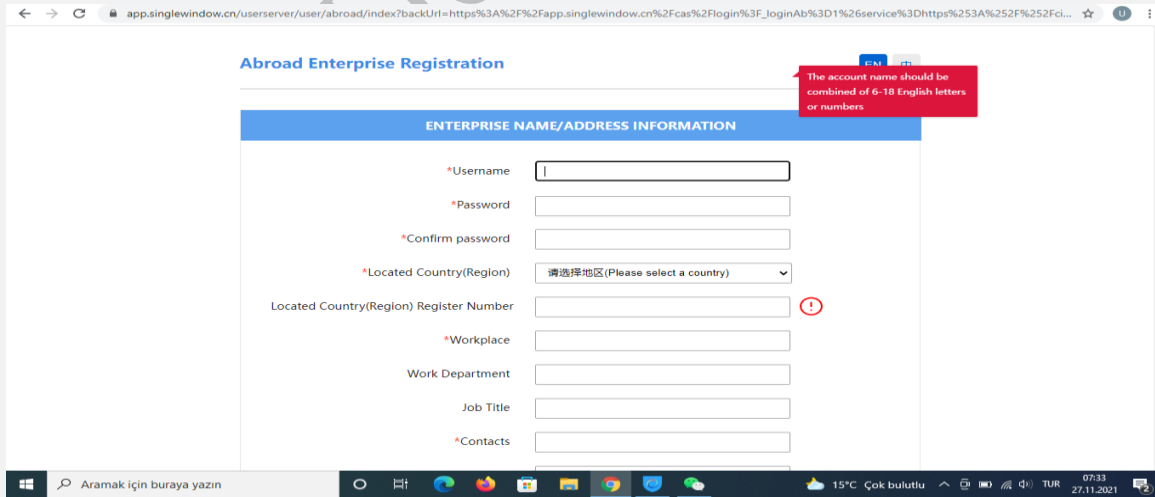 app.singlewindow.cn/userserver/user/abroad/index?backUrl=https%3A%2F%2Fapp.singlewindow.cn%2Fcas%2Flogin%3F_loginAb%3D1%26service%3Dhttps%253A%252F%252Fci...
U
Abroad Enterprise Registration
EN 中
The account name should be
combined of 6-18 English letters
or numbers
ENTERPRISE NAME/ADDRESS INFORMATION
*Username
*Password
*Confirm password
*Located Country(Region) 请选择地区(Please select a country)
Located Country(Region) Register Number
*Workplace
Work Department
Job Title
*Contacts
Aramak için buraya yazın
15°C Çok bulutlu
TUR
07:33
27.11.2021
2